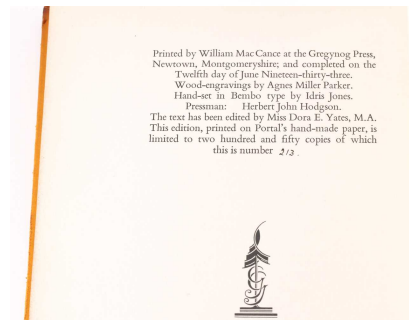 Printed by William MacCance at the Gregynog Press,
Newtown, Montgomeryshire; and completed on the
Twelfth day of June Nineteen-thirty-three.
Wood-engravings by Agnes Miller Parker.
Hand-set in Bembo type by Idris Jones.
Pressman: Herbert John Hodgson.
The text has been edited by Miss Dora E. Yates, M.A.
This edition, printed on Portal's hand-made paper, is
limited to two hundred and fifty copies of which
this is number 213.